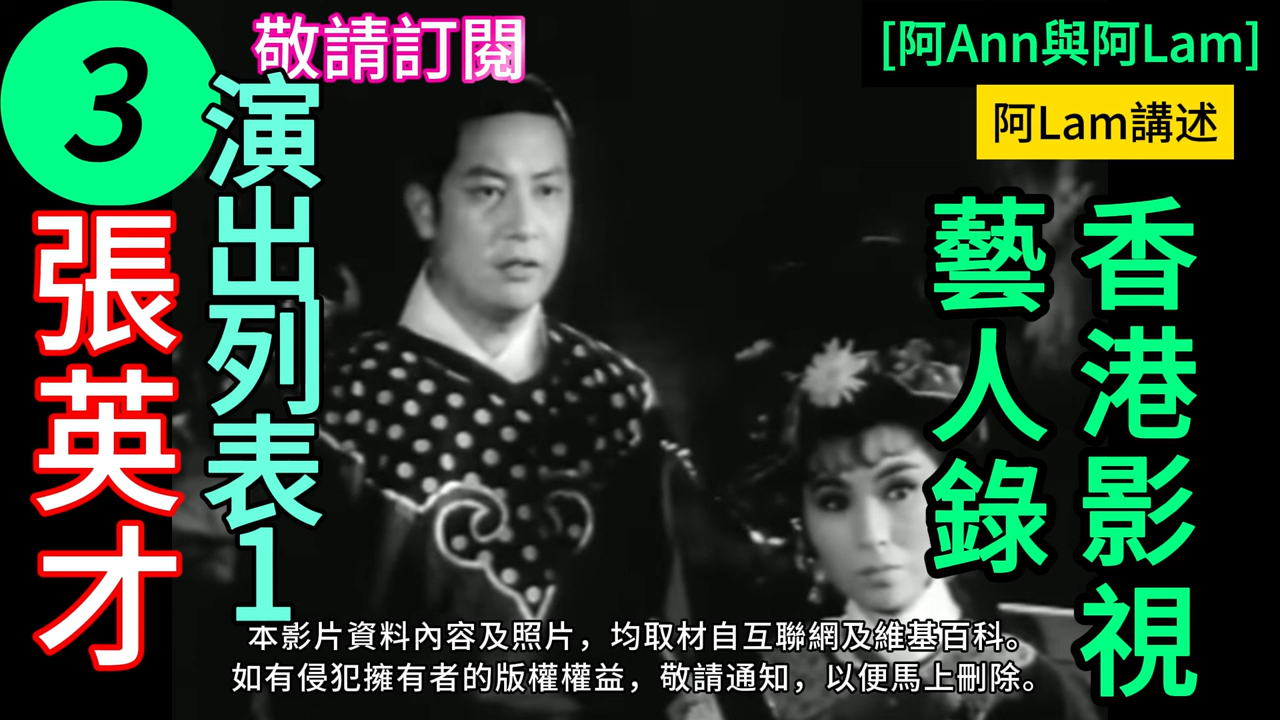 3
敬請訂閱
[阿Ann與阿Lam]
阿Lam講述
香港影視
藝人錄
演出列表1
張英才
本影片資料內容及照片，均取材自互聯網及維基百科。
如有侵犯擁有者的版權權益，敬請通知，以便馬上刪除。